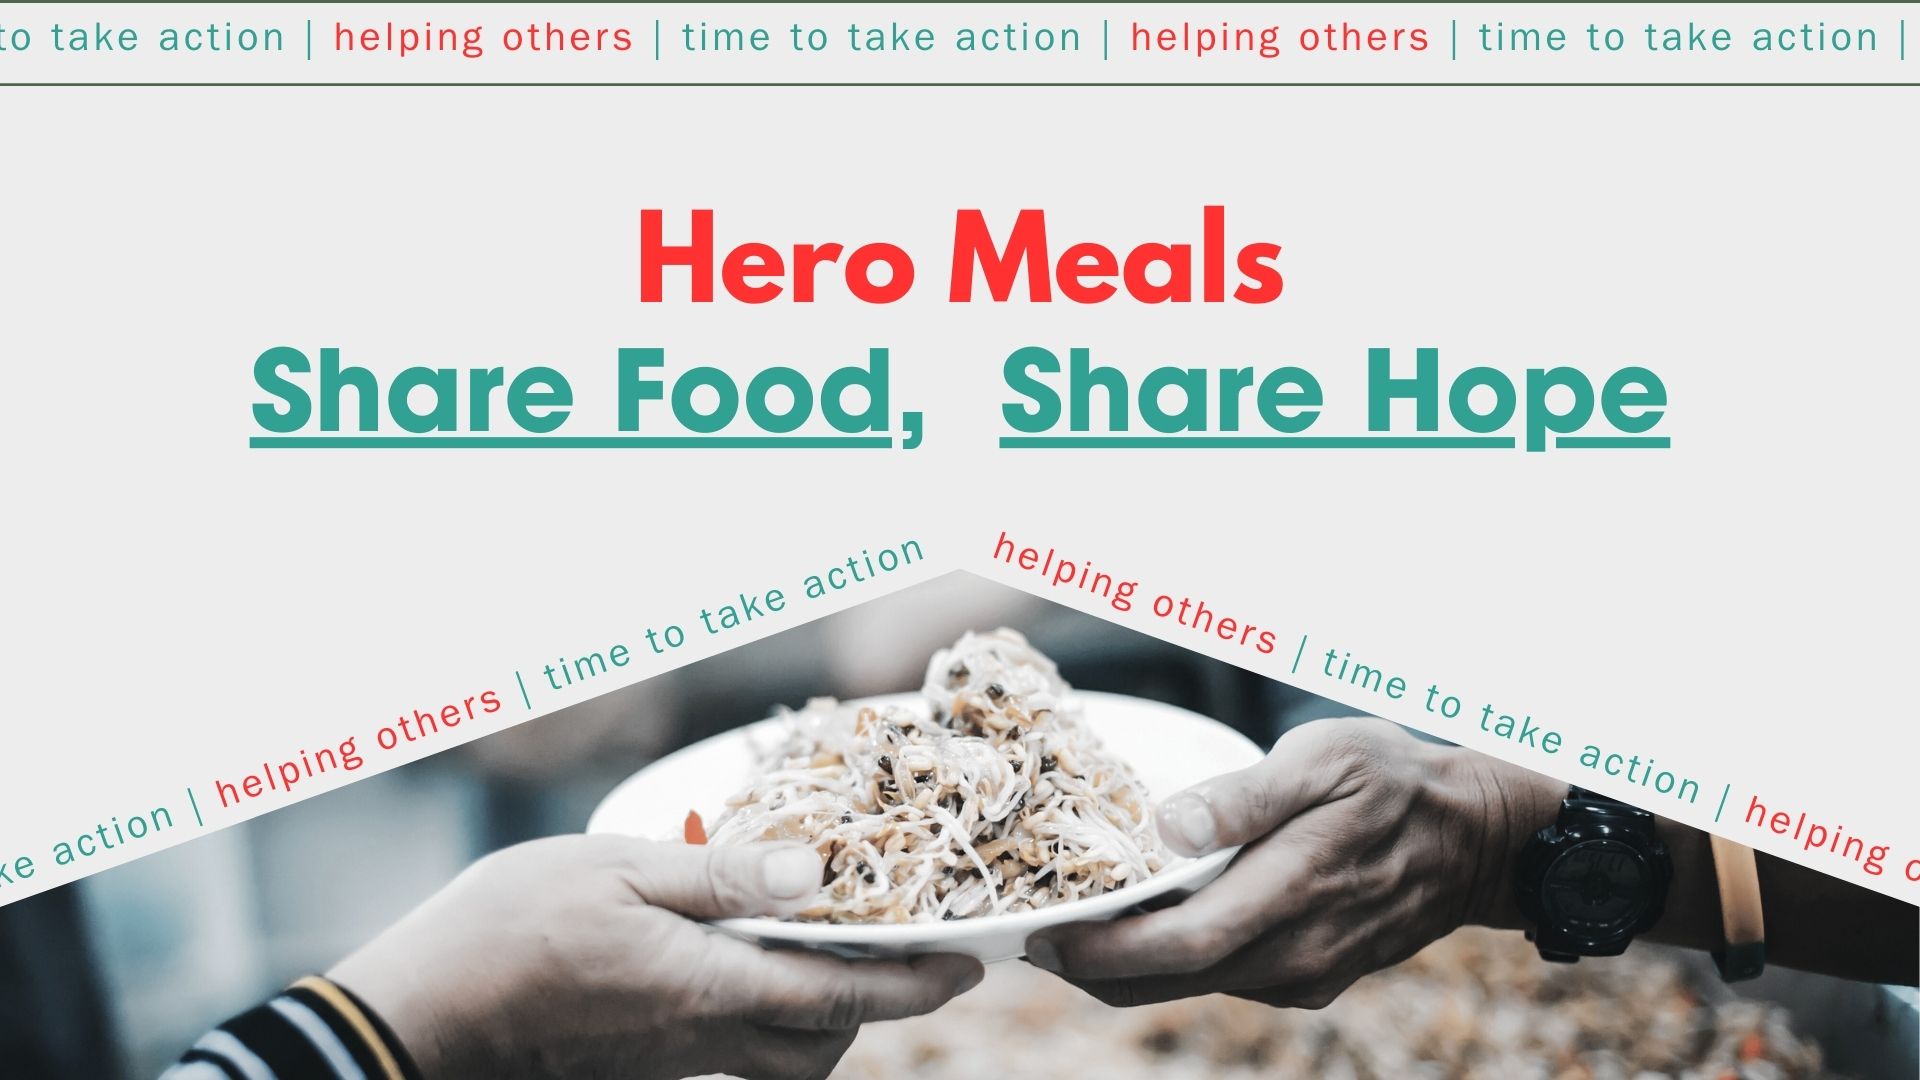 to take action | helping others | time to take action | helping others | time to take action |
Hero Meals
Share Food, Share Hope
action | helping others | time to take action
helping others | time to take action | helping